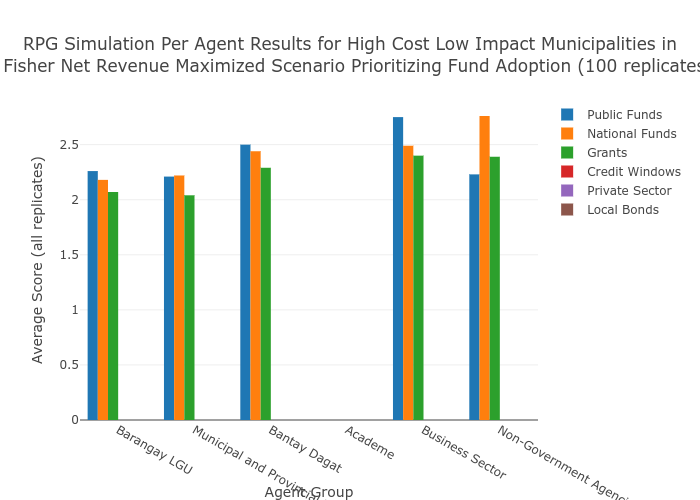 RPG Simulation Per Agent Results for High Cost Low Impact Municipalities in
Fisher Net Revenue Maximized Scenario Prioritizing Fund Adoption (100 replicates
Public Funds
National Funds
Grants
Credit Windows
Private Sector
Local Bonds
Average Score (all replicates)
2.5
2
1.5
1
0.5
0
Barangay LGU
Municipal and
Bantay Dagat
Academe
Business Sector
Non-Government
Agent Group